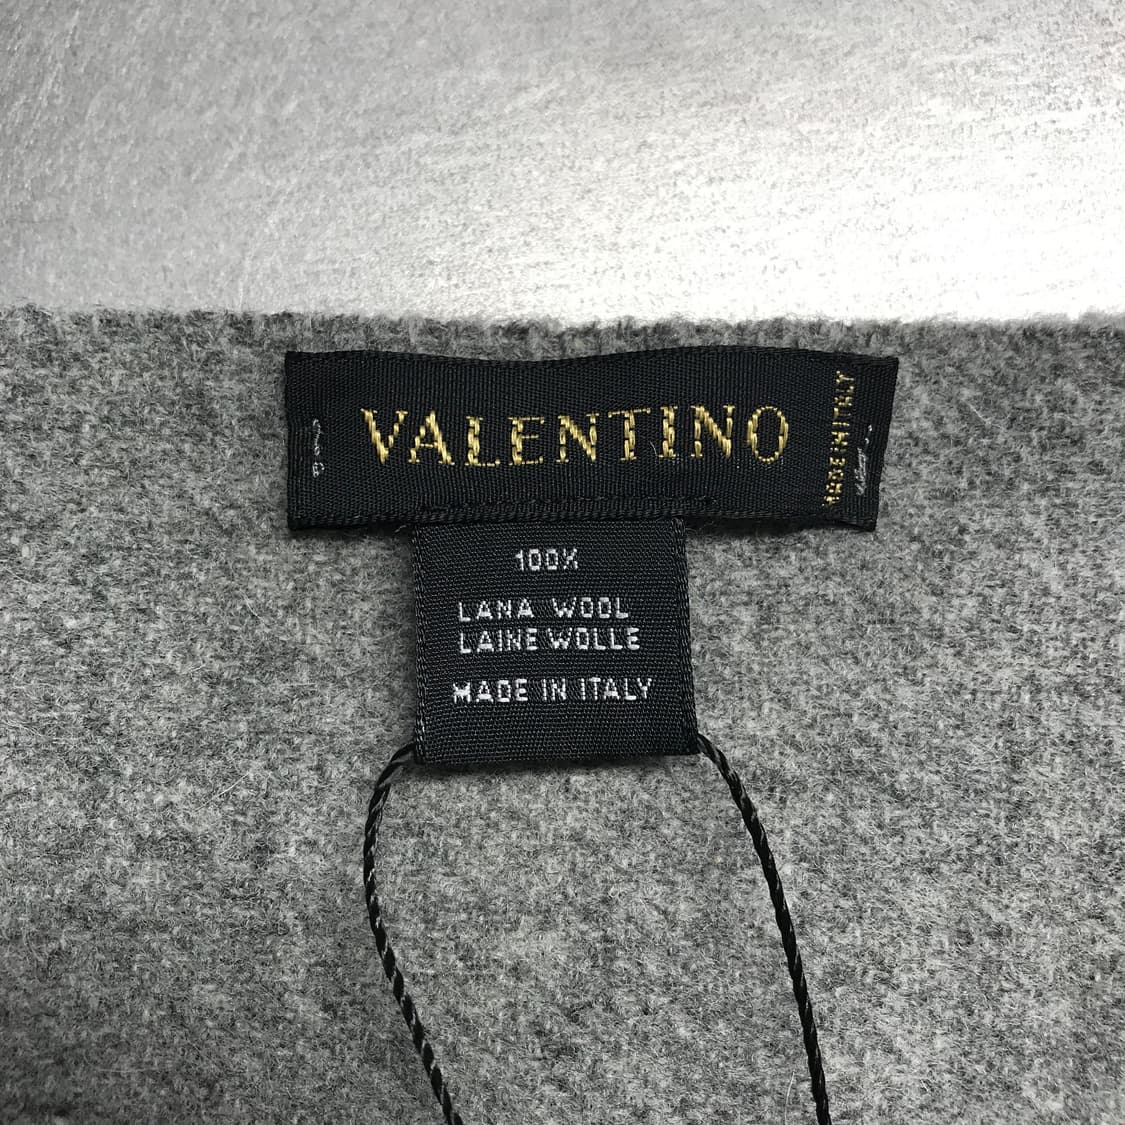 VALENTINO
MADE IN ITALY
100%
LANA WOOL
LAINE WOLLE
MADE IN ITALY